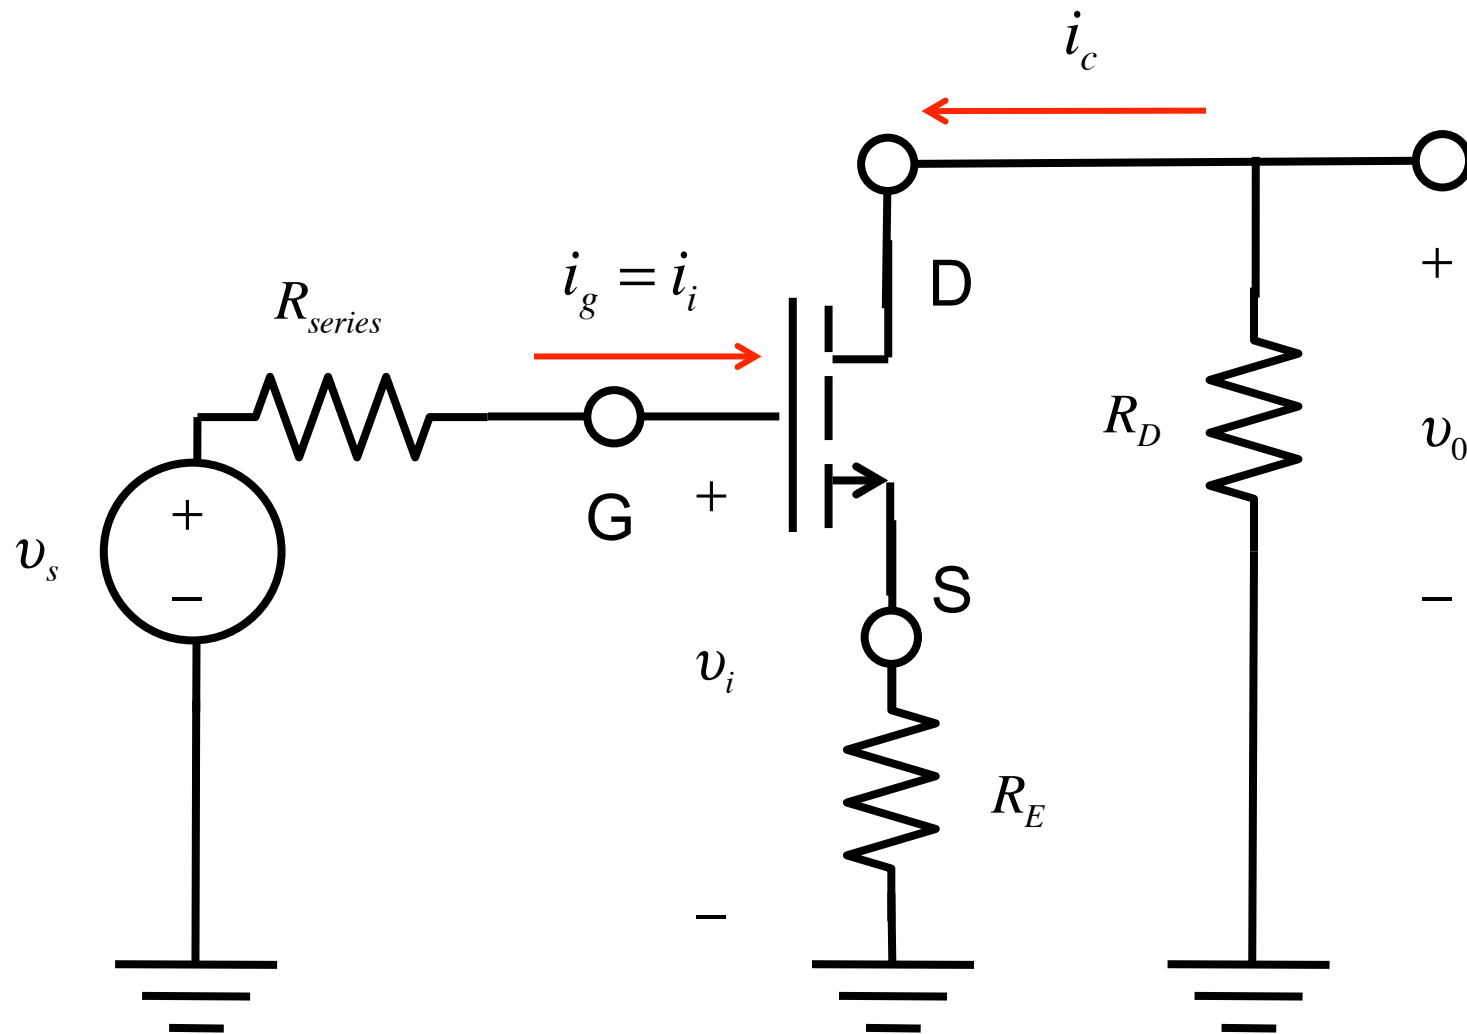 i_c
i_g = i_i
D
R_series
+
R_D
υ_0
G
+
+
−
υ_s
S
−
υ_i
R_E
−